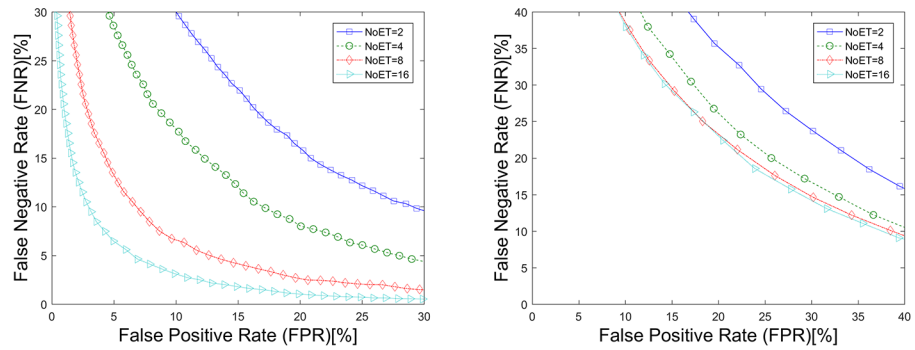 False Negative Rate (FNR)[%]
30
25
20
15
10
5
0
0 5 10 15 20 25 30
False Positive Rate (FPR)[%]
NoET=2
NoET=4
NoET=8
NoET=16
False Negative Rate (FNR)[%]
40
35
30
25
20
15
10
5
0
0 5 10 15 20 25 30 35 40
False Positive Rate (FPR)[%]
NoET=2
NoET=4
NoET=8
NoET=16